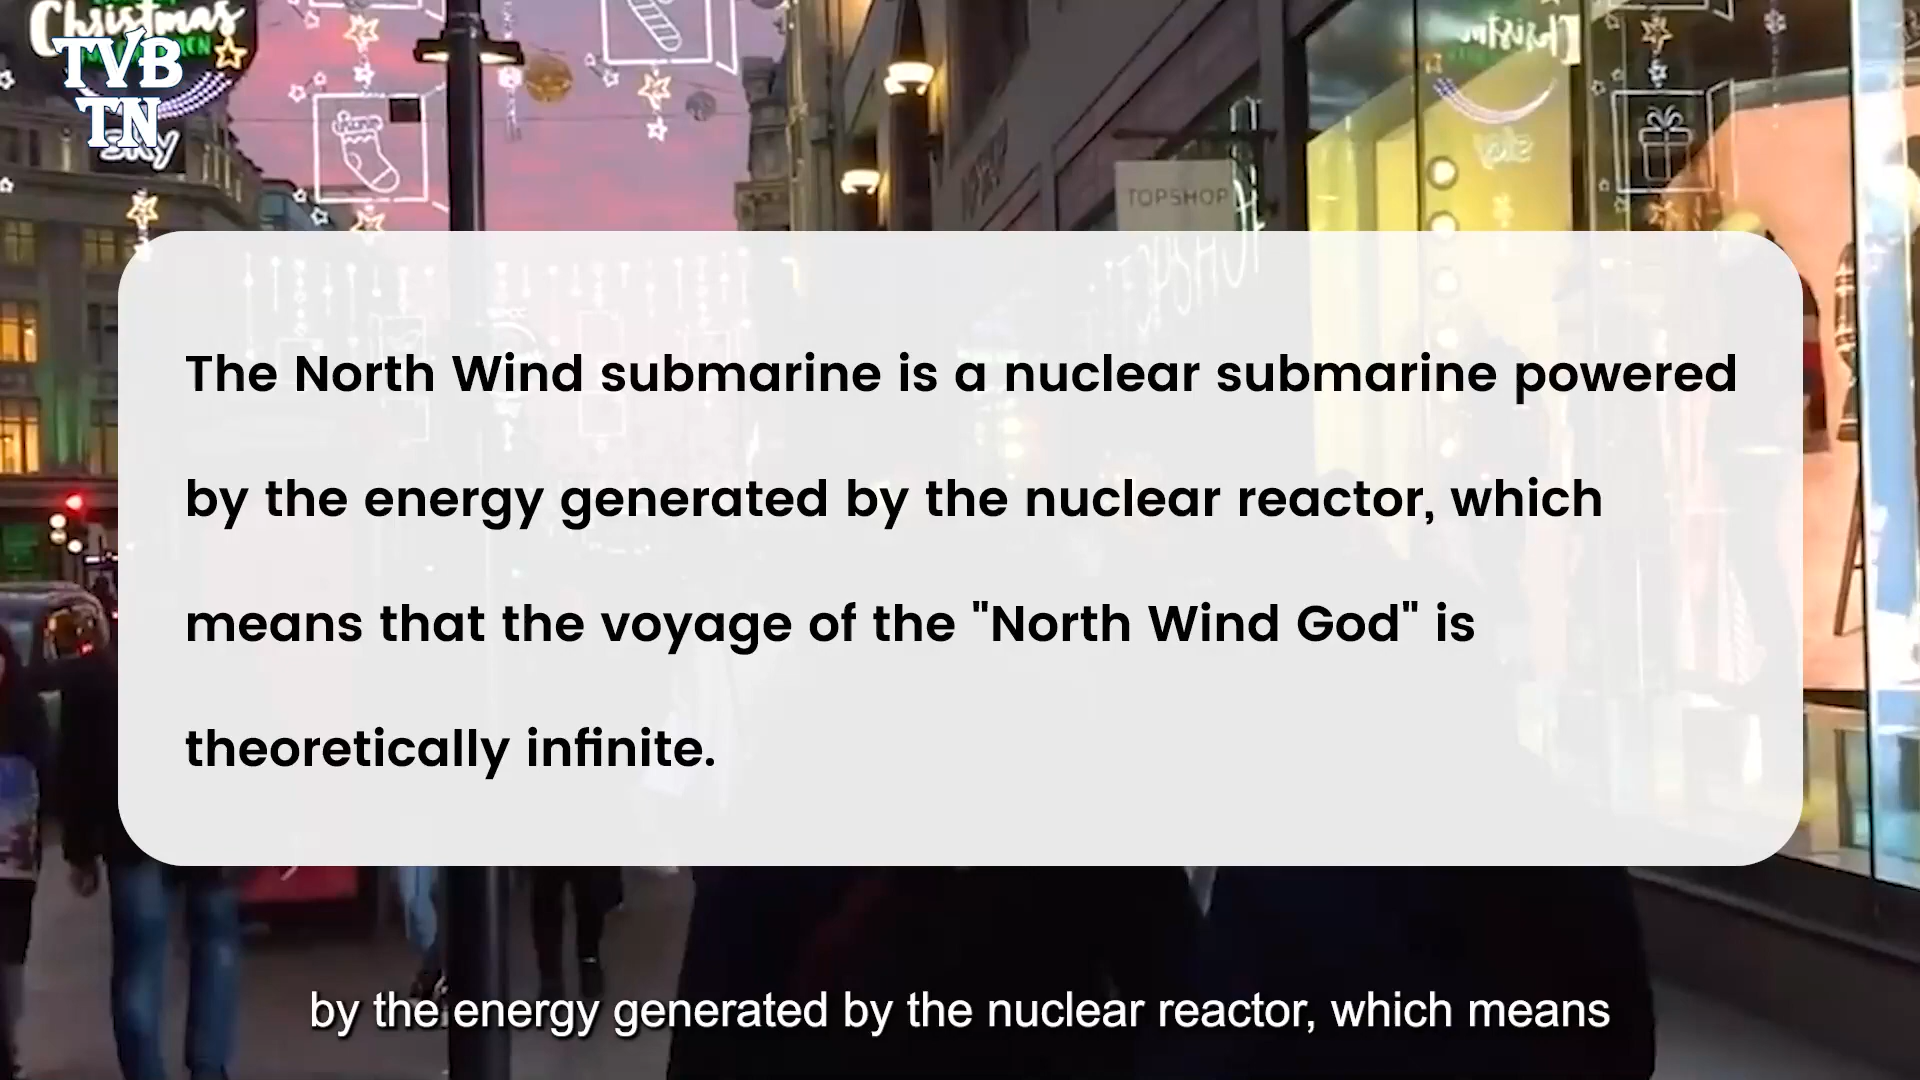 Christmas
TVB
TN
sky
TOPSHOP
The North Wind submarine is a nuclear submarine powered
by the energy generated by the nuclear reactor, which
means that the voyage of the "North Wind God" is
theoretically infinite.
by the energy generated by the nuclear reactor, which means